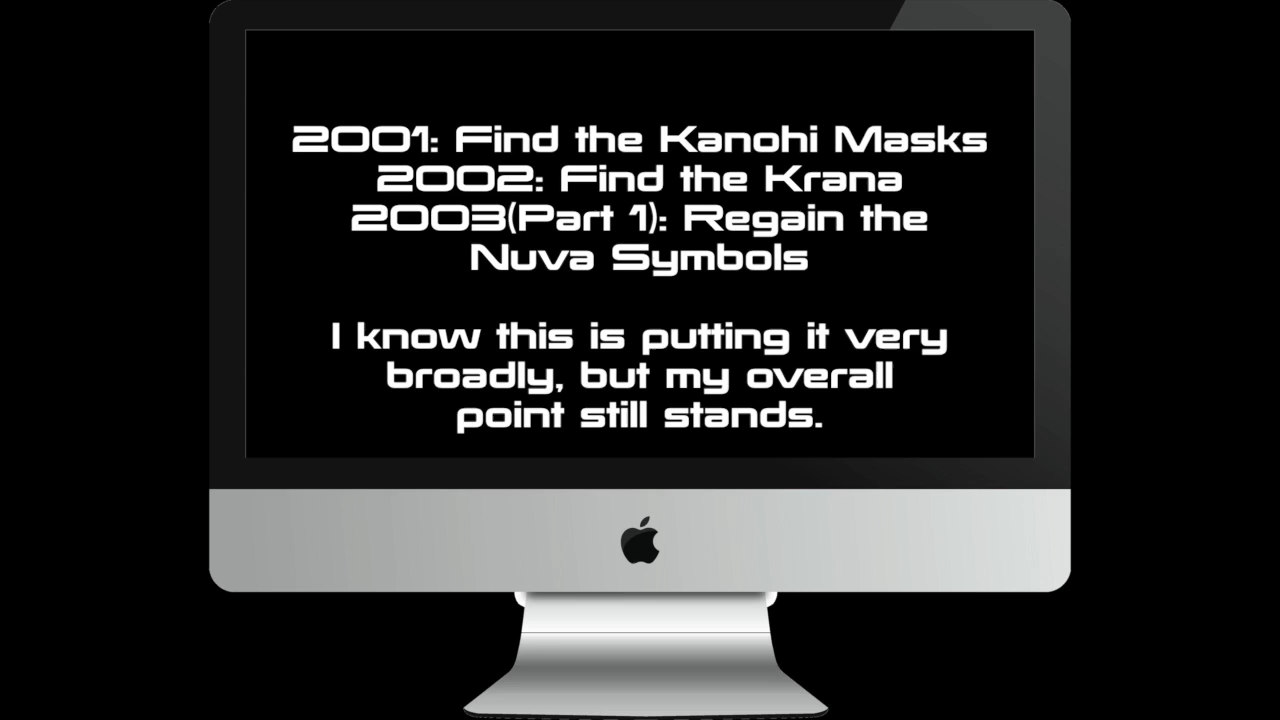 2001: Find the Kanohi Masks
2002: Find the Krana
2003(Part 1): Regain the
Nuva Symbols
I know this is putting it very
broadly, but my overall
point still stands.